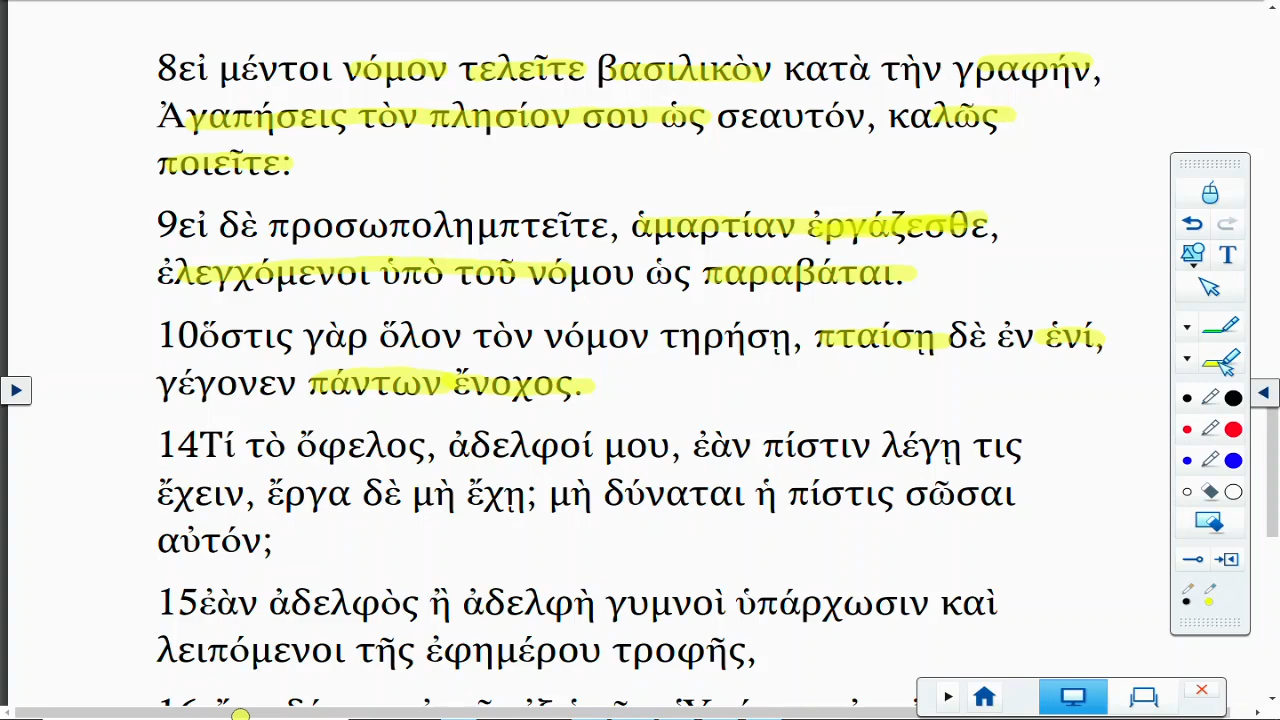 8εἰ μέντοι νόμον τελεῖτε βασιλικὸν κατὰ τὴν γραφήν,
Ἀγαπήσεις τὸν πλησίον σου ὡς σεαυτόν, καλῶς
ποιεῖτε:
9εἰ δὲ προσωπολημπτεῖτε, ἁμαρτίαν ἐργάζεσθε,
ἐλεγχόμενοι ὑπὸ τοῦ νόμου ὡς παραβάται.
10ὅστις γὰρ ὅλον τὸν νόμον τηρήσῃ, πταίσῃ δὲ ἐν ἑνί,
γέγονεν πάντων ἔνοχος.
14Τί τὸ ὄφελος, ἀδελφοί μου, ἐὰν πίστιν λέγῃ τις
ἔχειν, ἔργα δὲ μὴ ἔχῃ; μὴ δύναται ἡ πίστις σῶσαι
αὐτόν;
15ἐὰν ἀδελφὸς ἢ ἀδελφὴ γυμνοὶ ὑπάρχωσιν καὶ
λειπόμενοι τῆς ἐφημέρου τροφῆς,
T